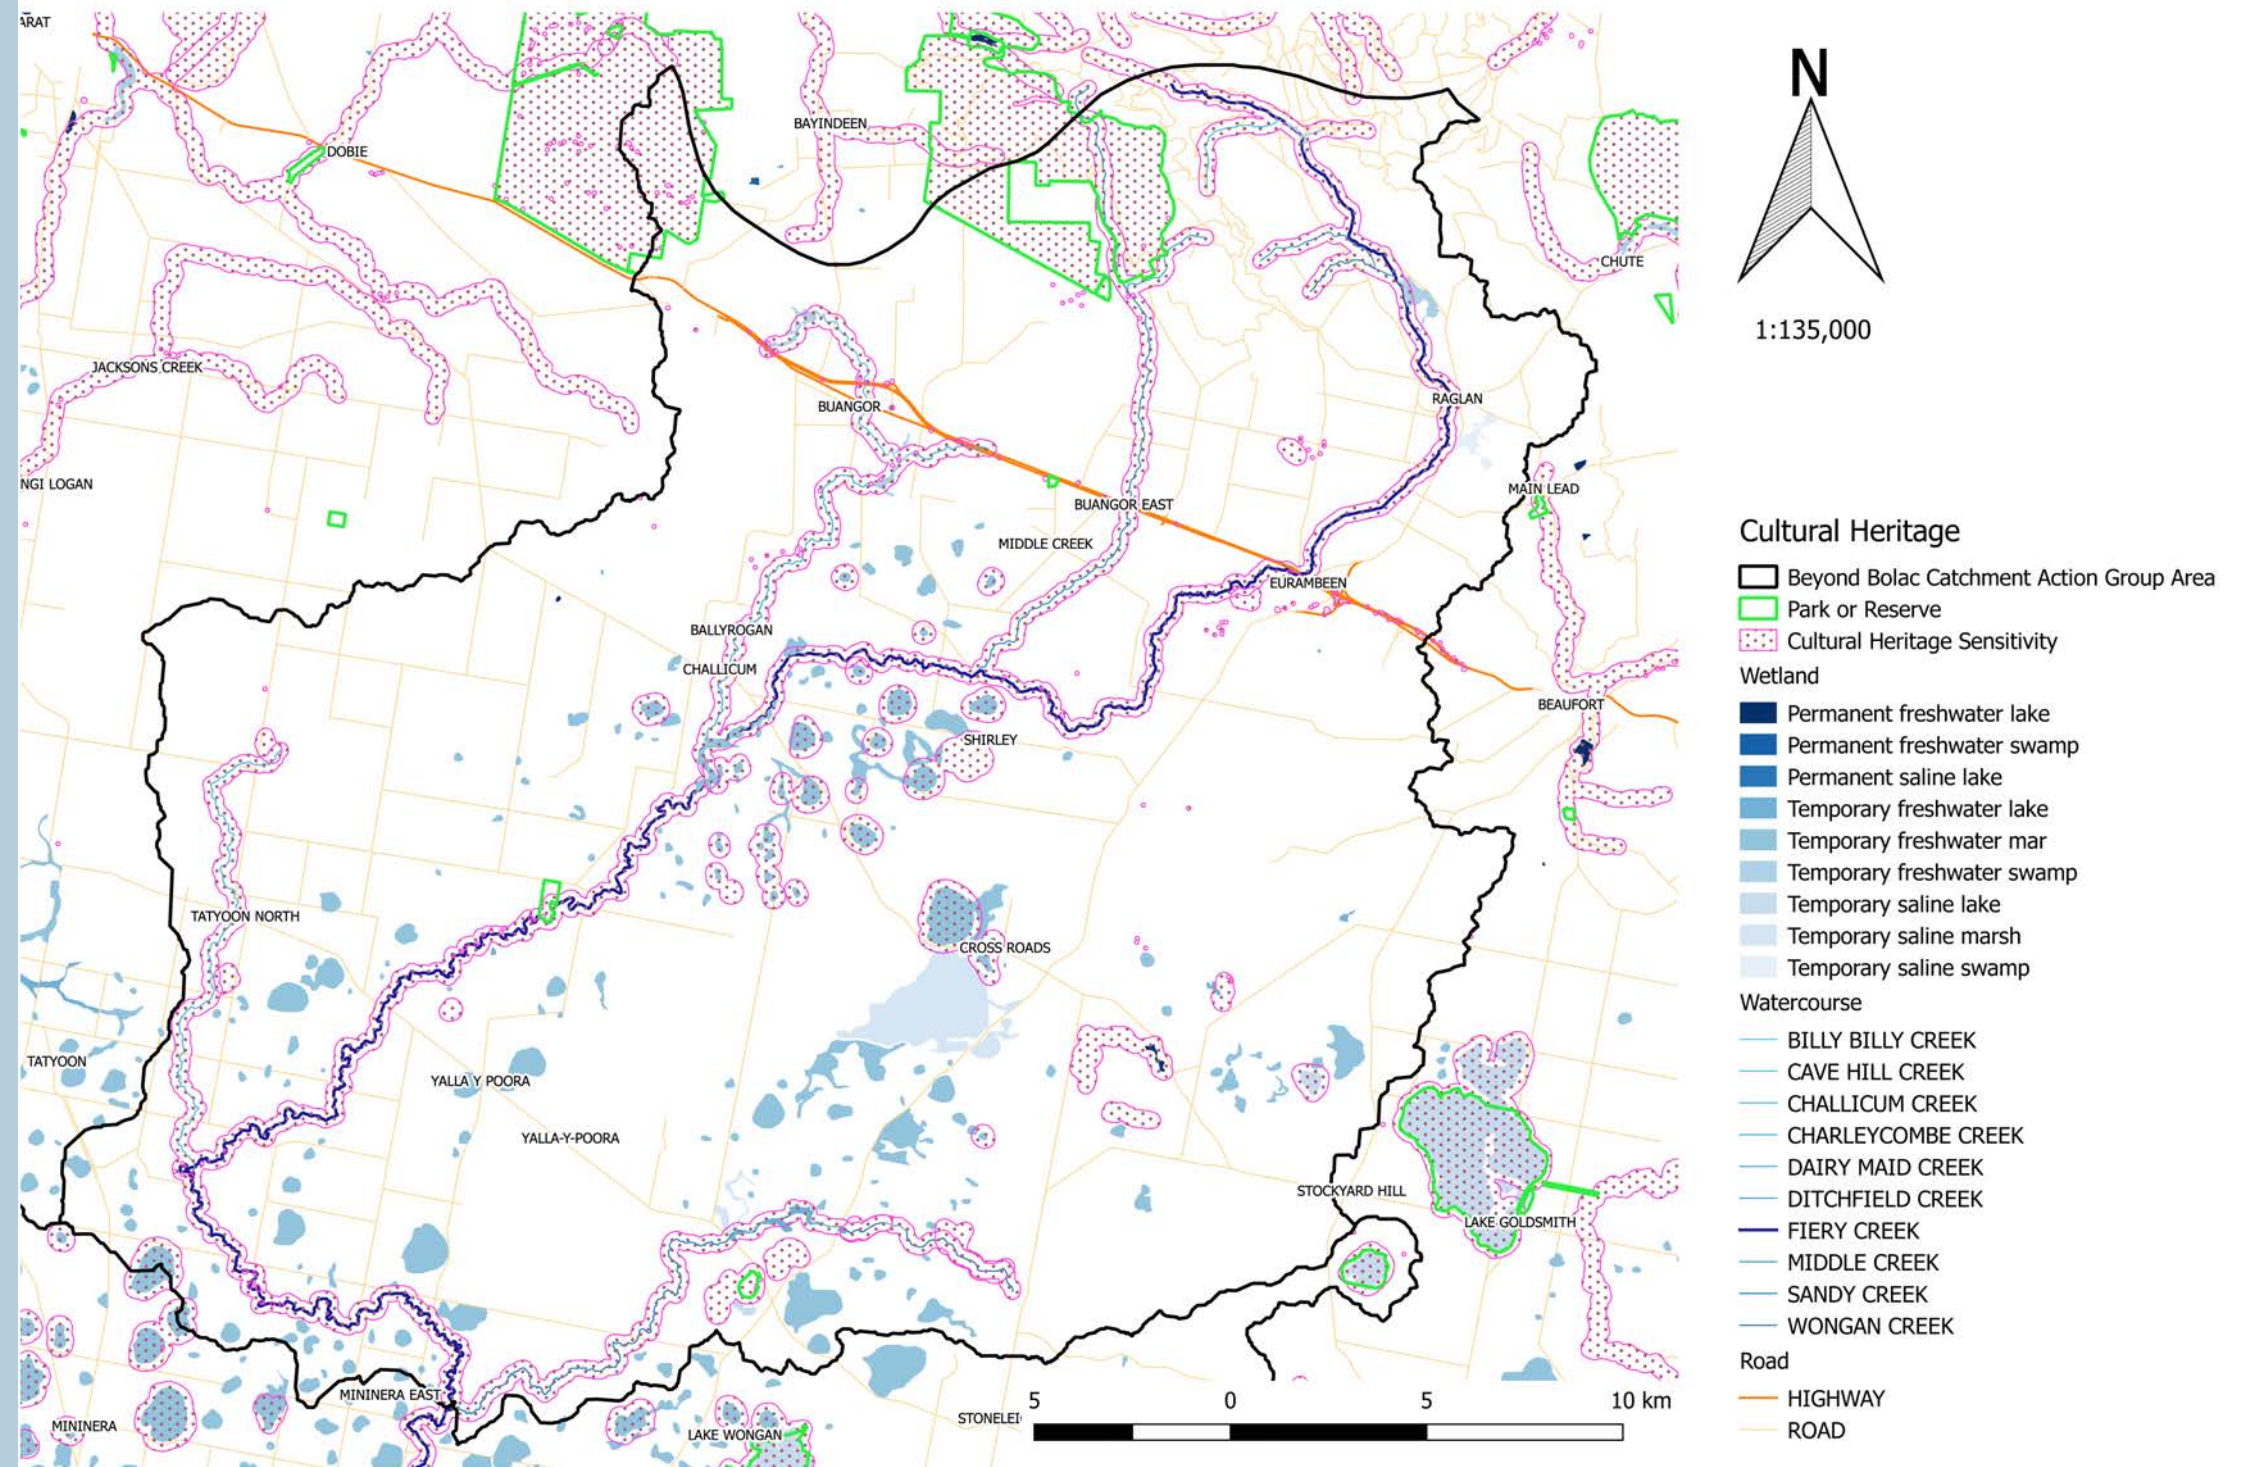 ARAT
BAYINDEEN
DOBIE
CHUTE
JACKSONS CREEK
RAGLAN
BUANGOR
NGI LOGAN
MAIN LEAD
BUANGOR EAST
MIDDLE CREEK
EURAMBEEN
BALLYROGAN
CHALLICUM
BEAUFORT
SHIRLEY
TATYOON NORTH
CROSS ROADS
TATYOON
YALLA Y POORA
YALLA-Y-POORA
STOCKYARD HILL
LAKE GOLDSMITH
MININERA EAST
MININERA
STONELEI
LAKE WONGAN
5 0 5 10 km
N
1:135,000
Cultural Heritage
Beyond Bolac Catchment Action Group Area
Park or Reserve
Cultural Heritage Sensitivity
Wetland
Permanent freshwater lake
Permanent freshwater swamp
Permanent saline lake
Temporary freshwater lake
Temporary freshwater mar
Temporary freshwater swamp
Temporary saline lake
Temporary saline marsh
Temporary saline swamp
Watercourse
BILLY BILLY CREEK
CAVE HILL CREEK
CHALLICUM CREEK
CHARLEYCOMBE CREEK
DAIRY MAID CREEK
DITCHFIELD CREEK
FIERY CREEK
MIDDLE CREEK
SANDY CREEK
WONGAN CREEK
Road
HIGHWAY
ROAD